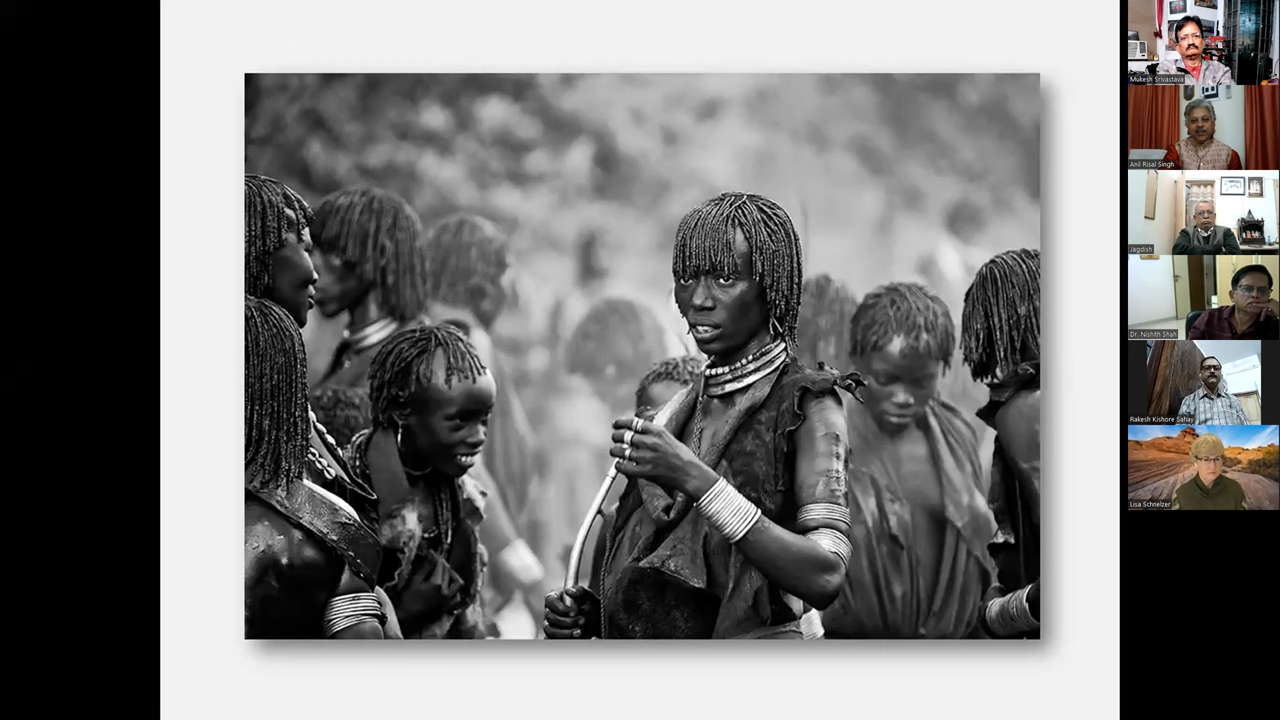 Mukesh Srivastava
Anil Risal Singh
Jagdish
Dr. Nishith Shah
Rakesh Kishore Sahay
Lisa Schnelzer